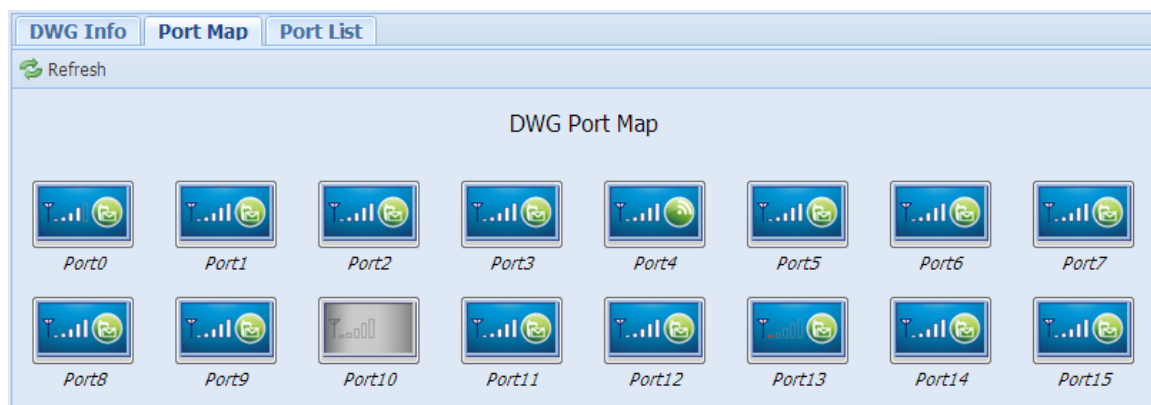 DWG Info Port Map Port List
Refresh
DWG Port Map
Port0 Port1 Port2 Port3 Port4 Port5 Port6 Port7
Port8 Port9 Port10 Port11 Port12 Port13 Port14 Port15